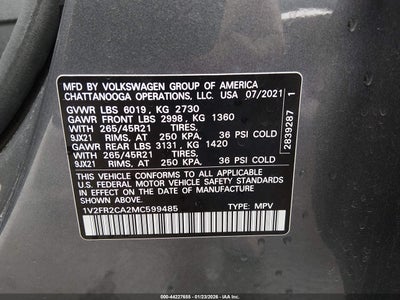 MFD. BY VOLKSWAGEN GROUP OF AMERICA
CHATTANOOGA OPERATIONS, LLC. USA 07/2021
GVWR LBS 6019, KG 2730
GAWR FRONT LBS 2998, KG 1360
WITH 265/45R21 TIRES,
9JX21 RIMS, AT 250 KPA, 36 PSI COLD
GAWR REAR LBS 3131, KG 1420
WITH 265/45R21 TIRES,
9JX21 RIMS, AT 250 KPA, 36 PSI COLD
THIS VEHICLE CONFORMS TO ALL APPLICABLE
U.S. FEDERAL MOTOR VEHICLE SAFETY STANDARDS
IN EFFECT ON THE DATE OF MANUFACTURE
SHOWN ABOVE.
1V2FR2CA2MC599485 TYPE: MPV
2839287 1
000-44227655 - 01/23/2026 - IAA Inc.